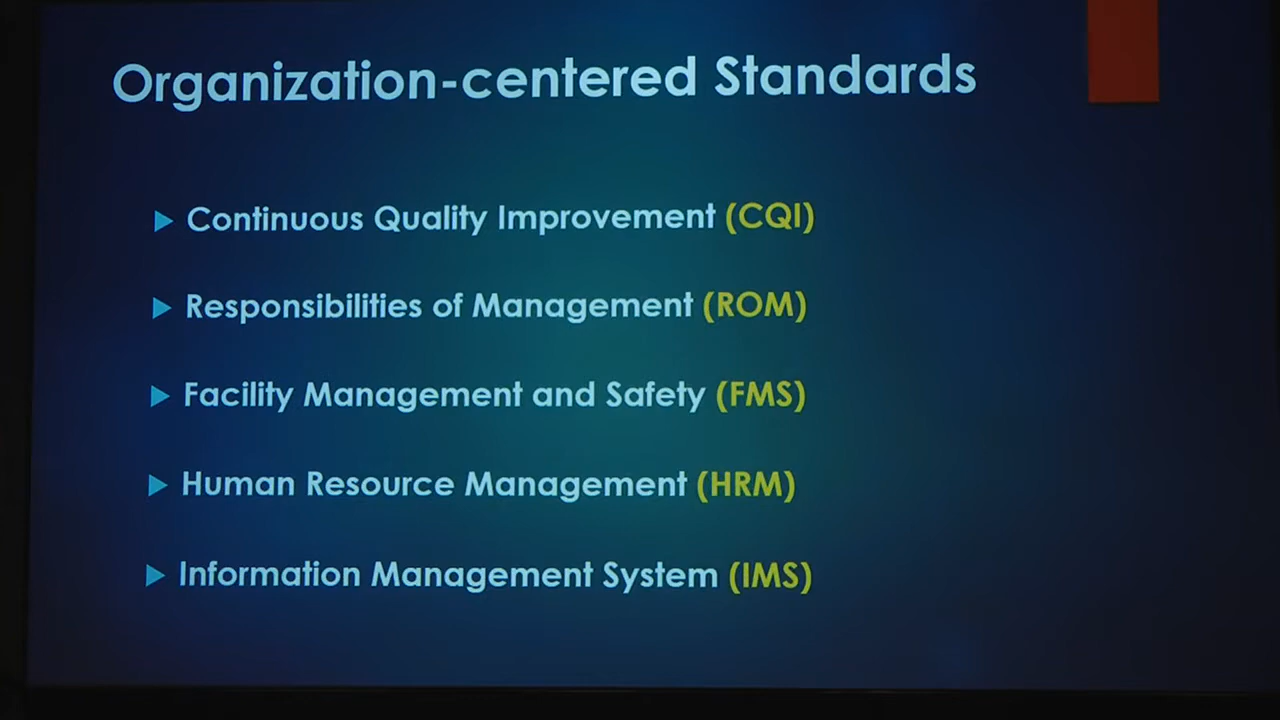 Organization-centered Standards
Continuous Quality Improvement (CQI)
Responsibilities of Management (ROM)
Facility Management and Safety (FMS)
Human Resource Management (HRM)
Information Management System (IMS)